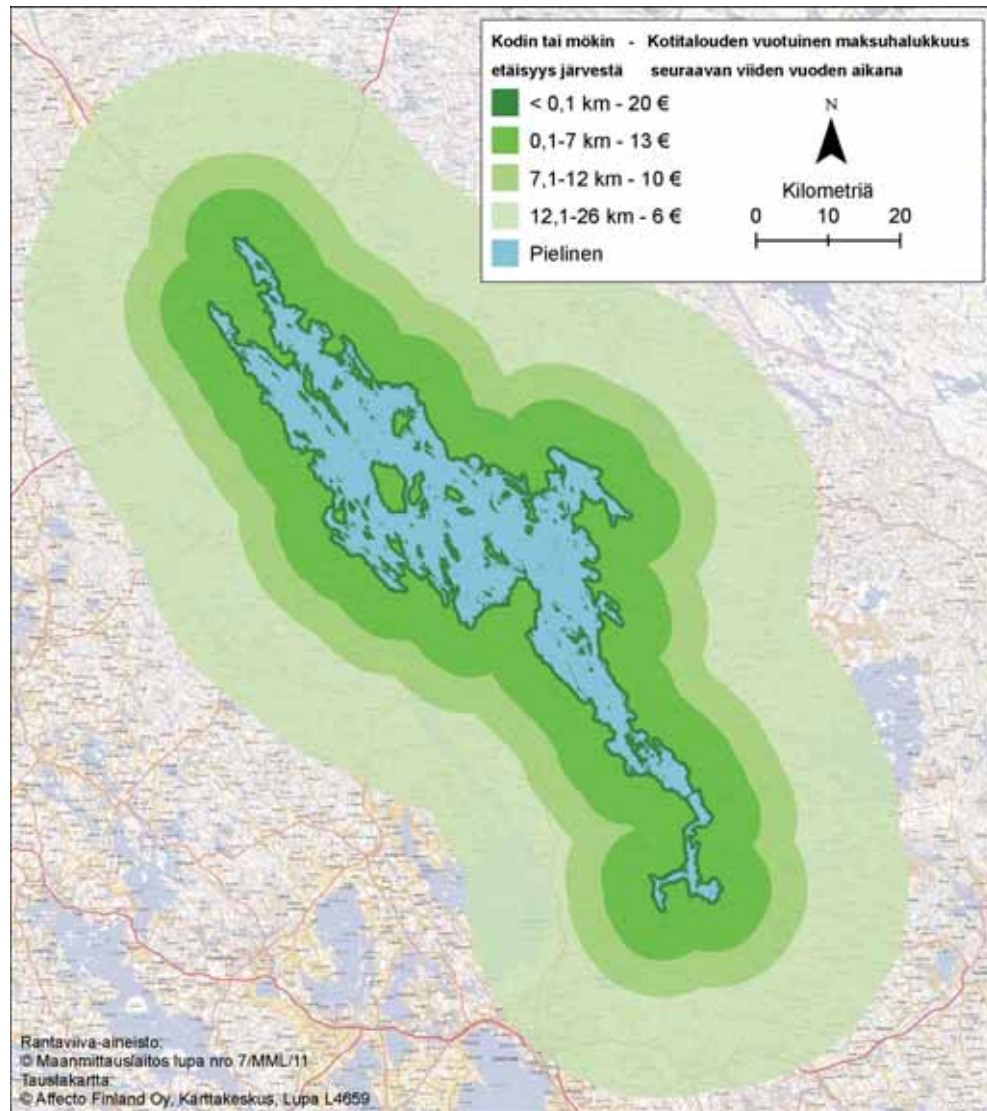 Kodin tai mökin - Kotitalouden vuotuinen maksuhalukkuus
etäisyys järvestä seuraavan viiden vuoden aikana
< 0,1 km - 20 €
0,1-7 km - 13 €
7,1-12 km - 10 €
12,1-26 km - 6 €
Pielinen
N
Kilometriä
0 10 20
Rantaviiva-aineisto:
© Maanmittauslaitos lupa nro 7/MML/11
Taustakartta:
© Affecto Finland Oy, Karttakeskus, Lupa L4659